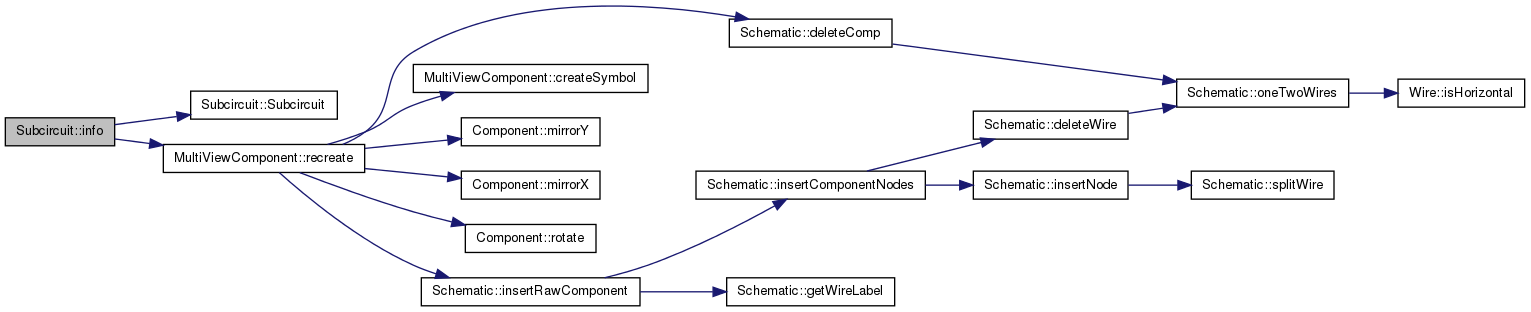 Subcircuit::info
Subcircuit::Subcircuit
MultiViewComponent::recreate
MultiViewComponent::createSymbol
Component::mirrorY
Component::mirrorX
Component::rotate
Schematic::insertRawComponent
Schematic::deleteComp
Schematic::insertComponentNodes
Schematic::getWireLabel
Schematic::deleteWire
Schematic::insertNode
Schematic::oneTwoWires
Schematic::splitWire
Wire::isHorizontal